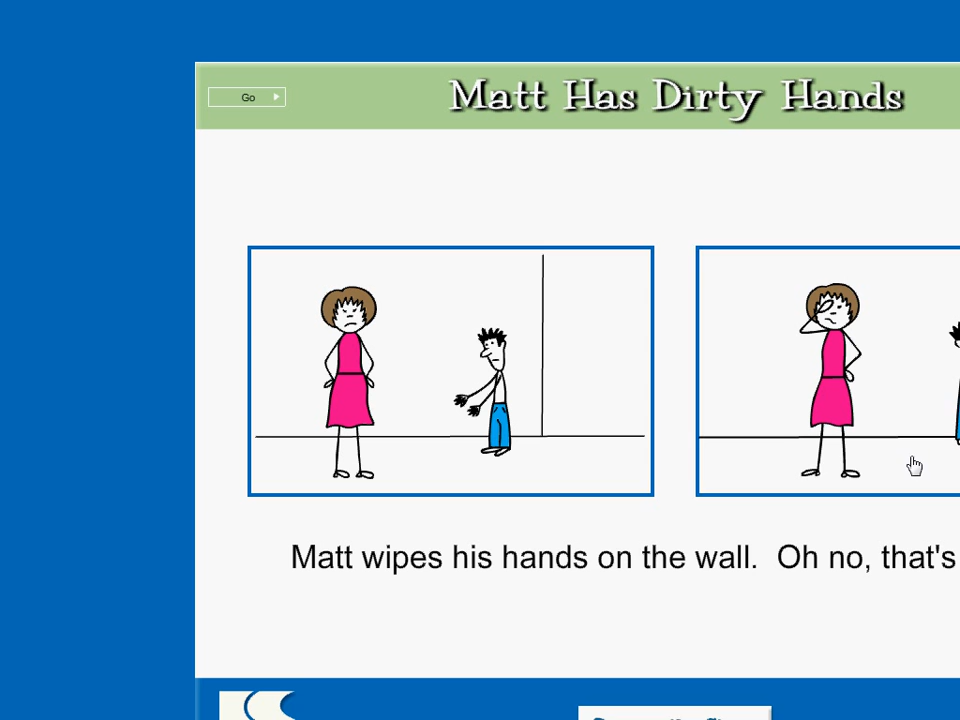 Go
Matt Has Dirty Hands
Matt wipes his hands on the wall. Oh no, that's